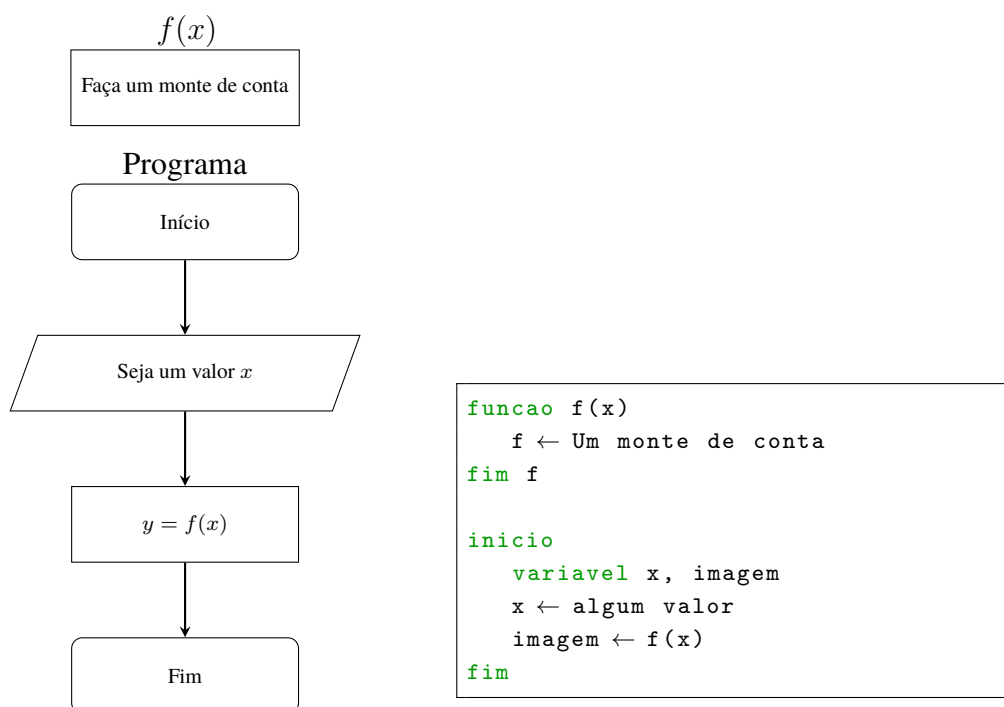 f(x)
Faça um monte de conta
Programa
Início
Seja um valor x
y = f(x)
Fim
funcao f(x)
f ← Um monte de conta
fim f
inicio
variavel x, imagem
x ← algum valor
imagem ← f(x)
fim